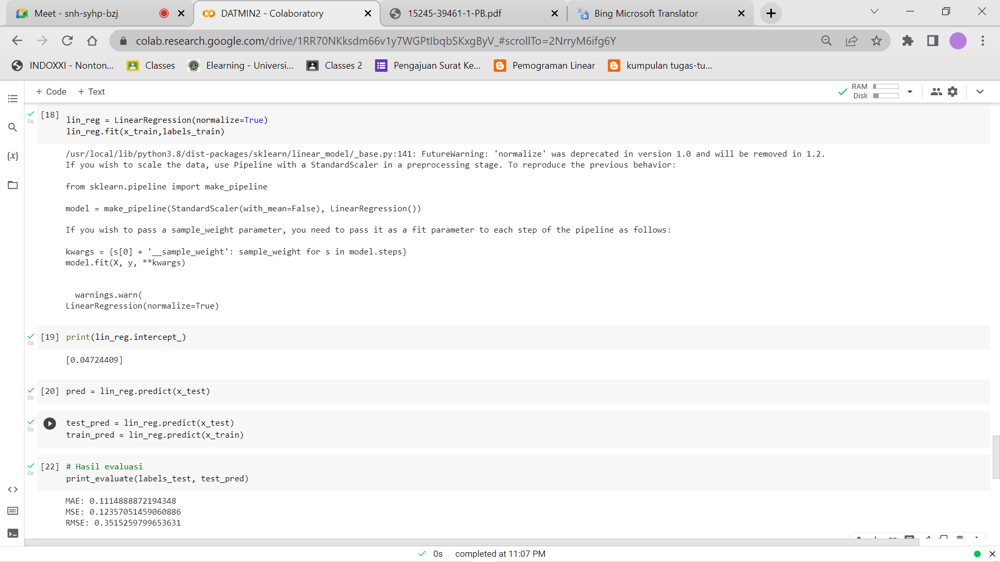 Meet - snh-syhp-bzj
DATMIN2 - Colaboratory
15245-39461-1-PB.pdf
Bing Microsoft Translator
colab.research.google.com/drive/1RR70NKksdm66v1y7WGPtIbqbSKxgByV_#scrollTo=2NrryM6ifg6Y
INDOXXI - Nonton...
Classes
Elearning - Universi...
Classes 2
Pengajuan Surat Ke...
Pemograman Linear
kumpulan tugas-tu...
+ Code
+ Text
RAM
Disk
{x}
[18]
0s
lin_reg = LinearRegression(normalize=True)
lin_reg.fit(x_train,labels_train)
/usr/local/lib/python3.8/dist-packages/sklearn/linear_model/_base.py:141: FutureWarning: 'normalize' was deprecated in version 1.0 and will be removed in 1.2.
If you wish to scale the data, use Pipeline with a StandardScaler in a preprocessing stage. To reproduce the previous behavior:
from sklearn.pipeline import make_pipeline
model = make_pipeline(StandardScaler(with_mean=False), LinearRegression())
If you wish to pass a sample_weight parameter, you need to pass it as a fit parameter to each step of the pipeline as follows:
kwargs = {s[0] + '__sample_weight': sample_weight for s in model.steps}
model.fit(X, y, **kwargs)
warnings.warn(
LinearRegression(normalize=True)
[19] print(lin_reg.intercept_)
0s
[0.04724409]
[20] pred = lin_reg.predict(x_test)
0s
test_pred = lin_reg.predict(x_test)
0s
train_pred = lin_reg.predict(x_train)
[22] # Hasil evaluasi
0s
print_evaluate(labels_test, test_pred)
MAE: 0.1114888872194348
MSE: 0.12357051459060886
RMSE: 0.3515259799653631
0s completed at 11:07 PM